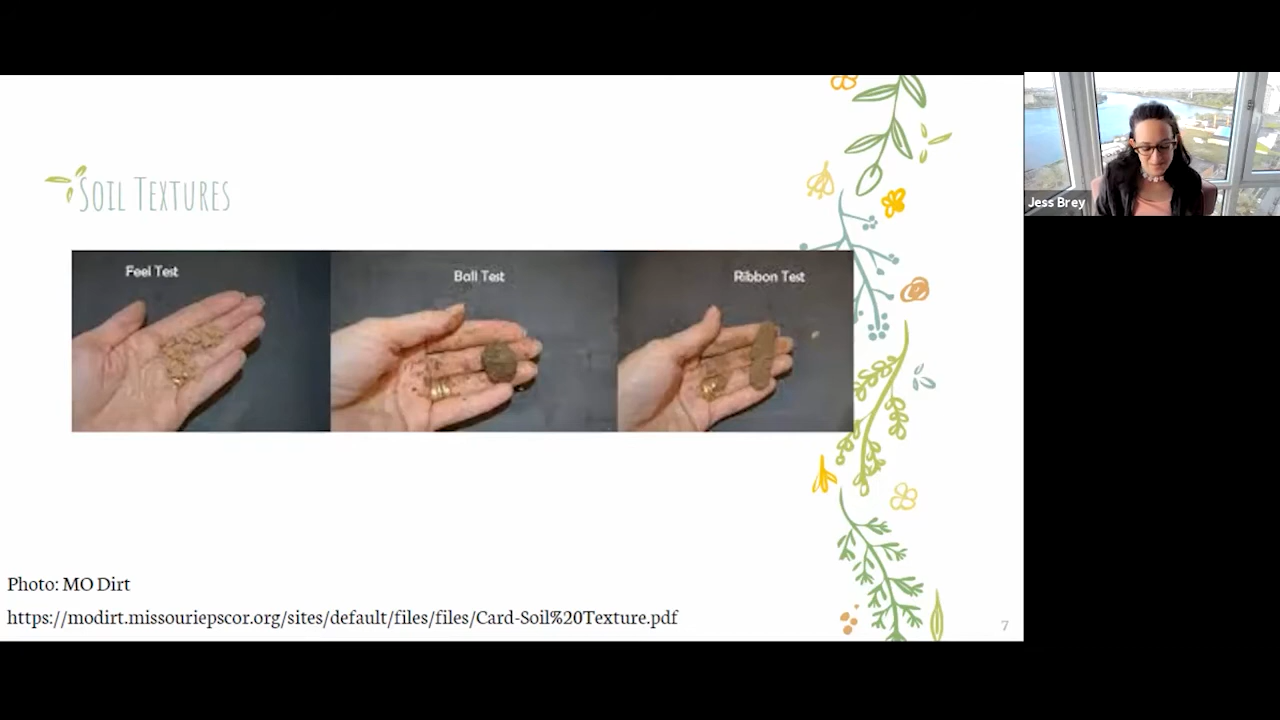 Soil Textures
Feel Test
Ball Test
Ribbon Test
Photo: MO Dirt
https://modirt.missouriepscor.org/sites/default/files/files/Card-Soil%20Texture.pdf
7
Jess Brey